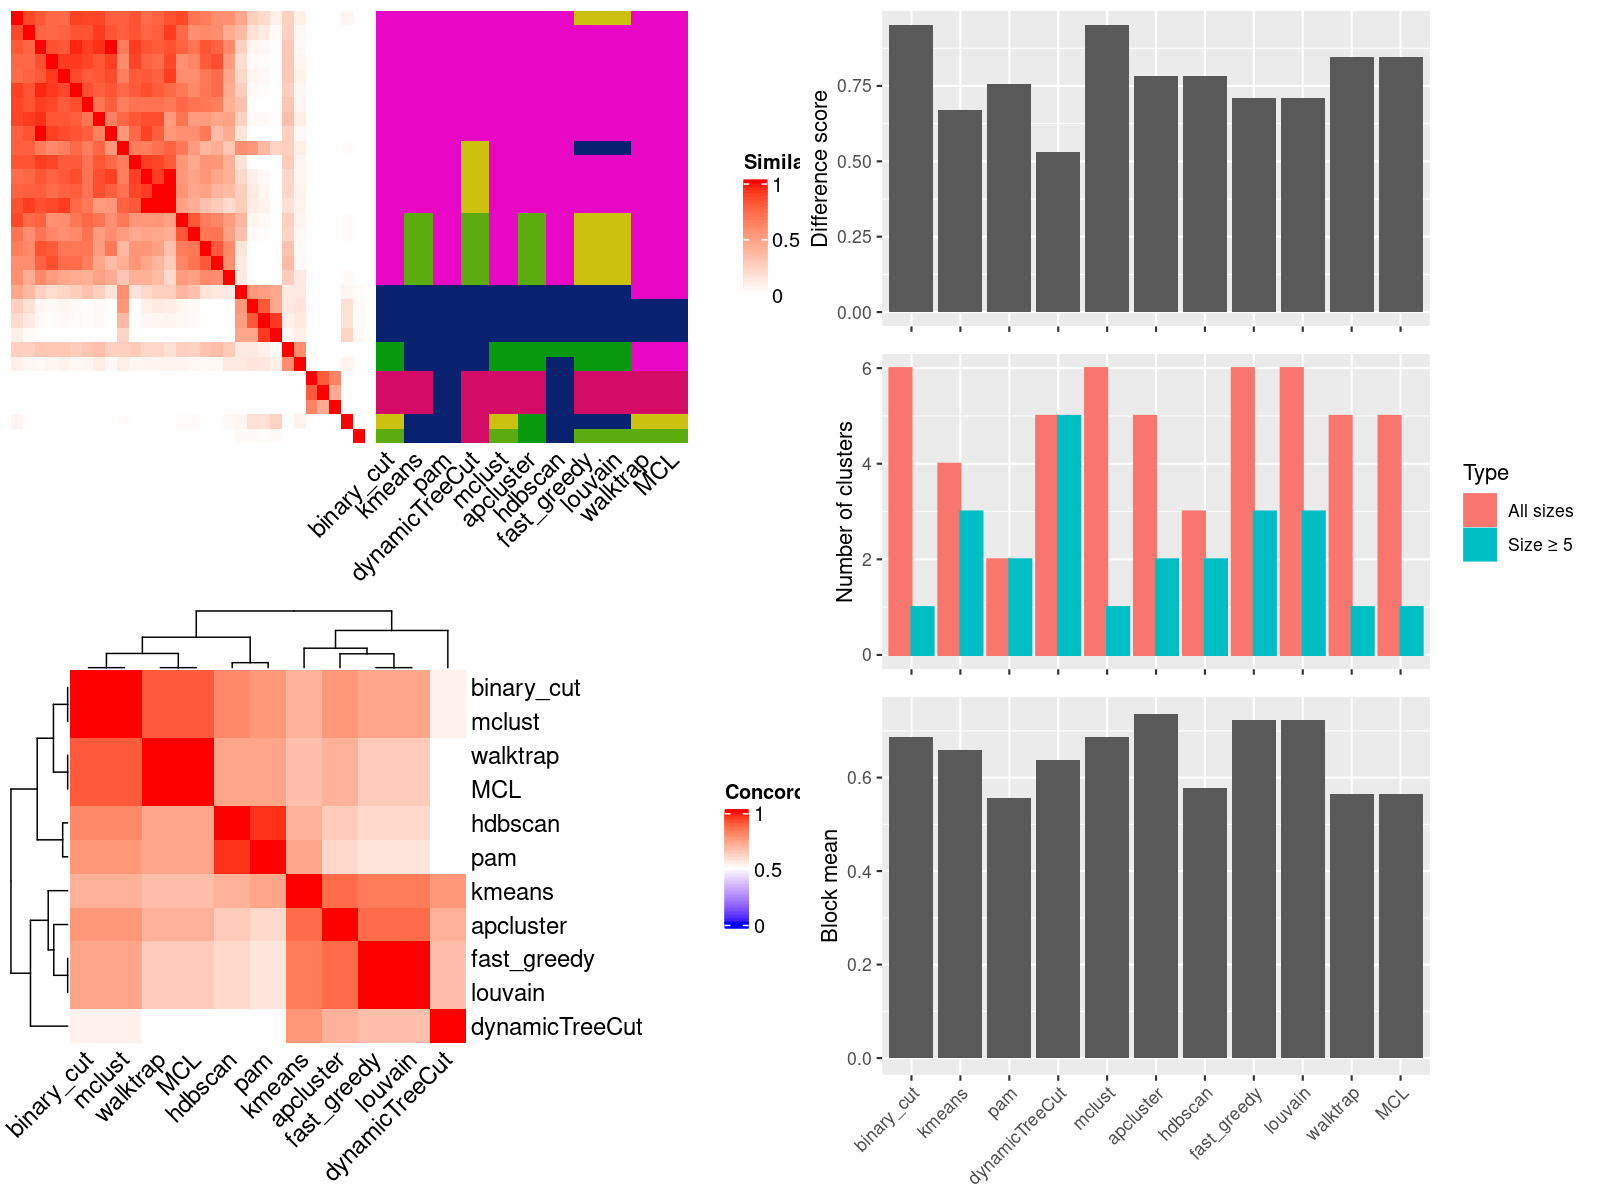 Simila
1
0.5
0
binary_cut
kmeans
pam
dynamicTreeCut
mclust
apcluster
hdbscan
fast_greedy
louvain
walktrap
MCL
binary_cut
mclust
walktrap
MCL
hdbscan
pam
kmeans
apcluster
fast_greedy
louvain
dynamicTreeCut
Concord
1
0.5
0
binary_cut
mclust
walktrap
MCL
hdbscan
pam
kmeans
apcluster
fast_greedy
louvain
dynamicTreeCut
Difference score
0.75
0.50
0.25
0.00
Number of clusters
6
4
2
0
Type
All sizes
Size ≥ 5
Block mean
0.6
0.4
0.2
0.0
binary_cut
kmeans
pam
dynamicTreeCut
mclust
apcluster
hdbscan
fast_greedy
louvain
walktrap
MCL